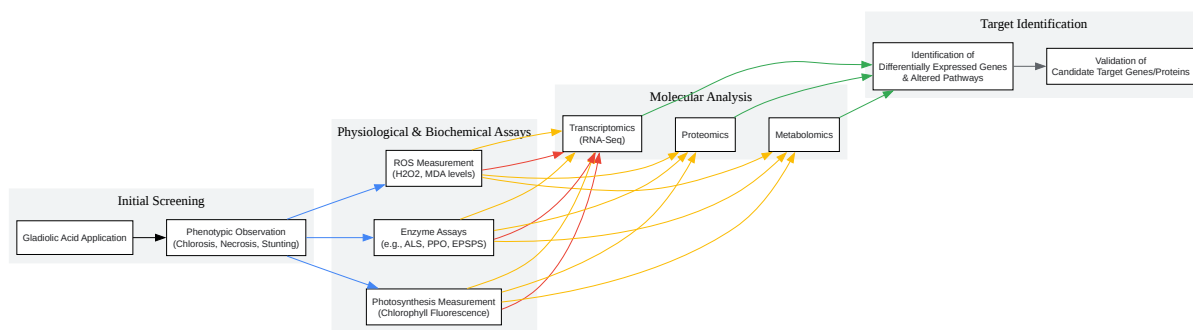 Initial Screening
Gladiolic Acid Application
Phenotypic Observation
(Chlorosis, Necrosis, Stunting)
Physiological & Biochemical Assays
ROS Measurement
(H2O2, MDA levels)
Enzyme Assays
(e.g., ALS, PPO, EPSPS)
Photosynthesis Measurement
(Chlorophyll Fluorescence)
Molecular Analysis
Transcriptomics
(RNA-Seq)
Proteomics
Metabolomics
Target Identification
Identification of
Differentially Expressed Genes
& Altered Pathways
Validation of
Candidate Target Genes/Proteins